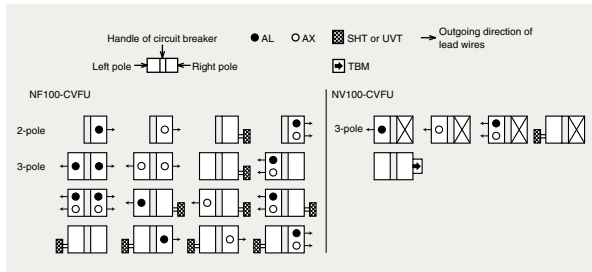 Handle of circuit breaker
AL
AX
SHT or UVT
Outgoing direction of
lead wires
Left pole
Right pole
TBM
NF100-CVFU
NV100-CVFU
2-pole
3-pole
3-pole